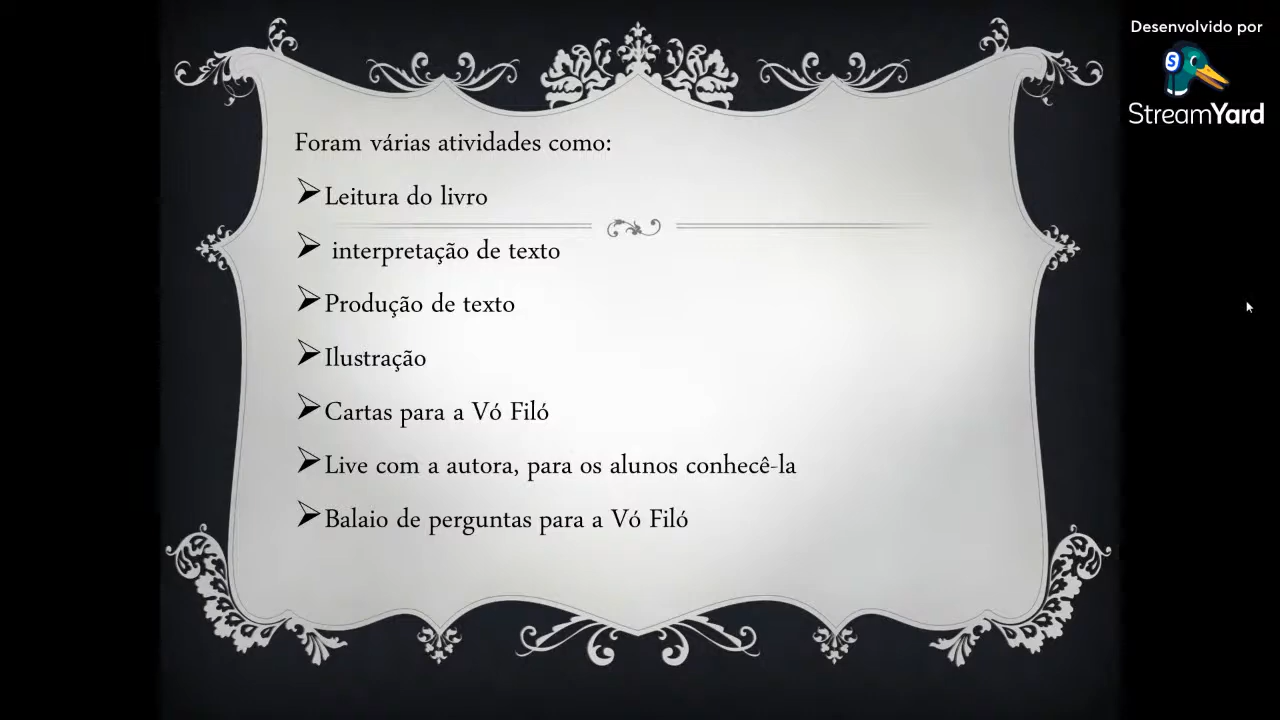 Desenvolvido por
StreamYard
Foram várias atividades como:
Leitura do livro
interpretação de texto
Produção de texto
Ilustração
Cartas para a Vó Filó
Live com a autora, para os alunos conhecê-la
Balaio de perguntas para a Vó Filó